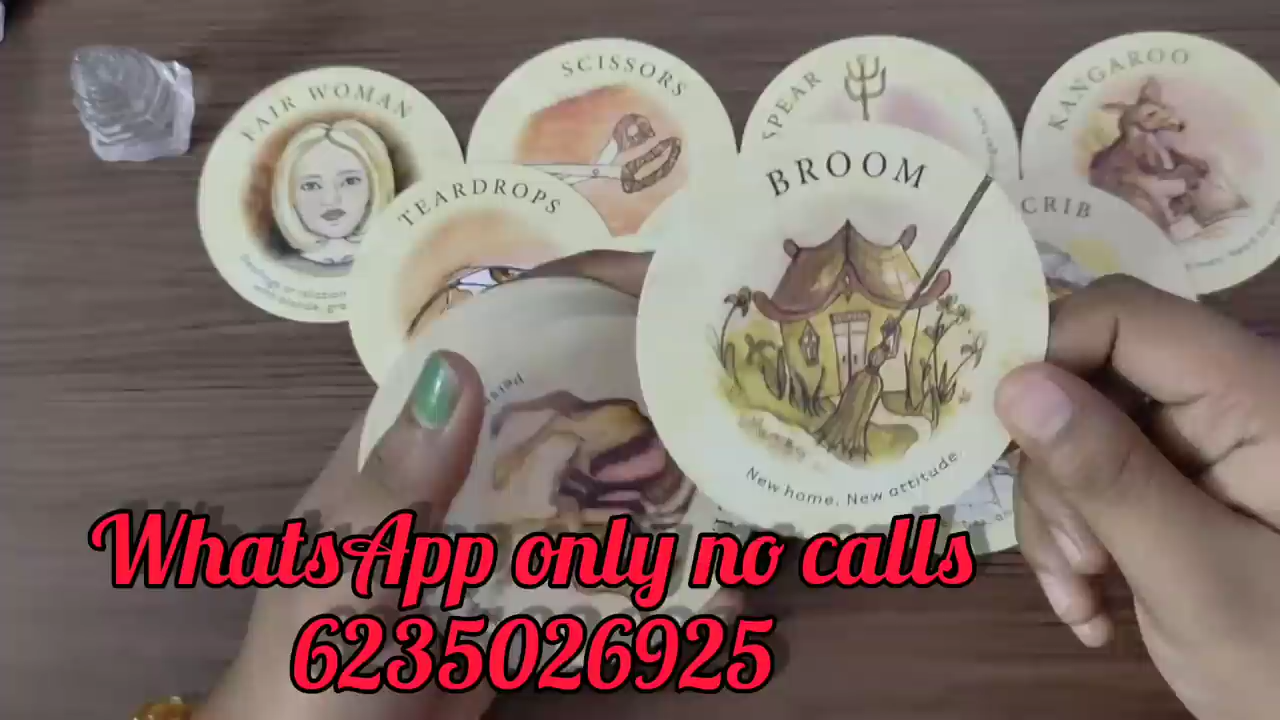 FAIR WOMAN
SCISSORS
SPEAR
KANGAROO
TEARDROPS
BROOM
CRIB
New home. New attitude
WhatsApp only no calls
6235026925